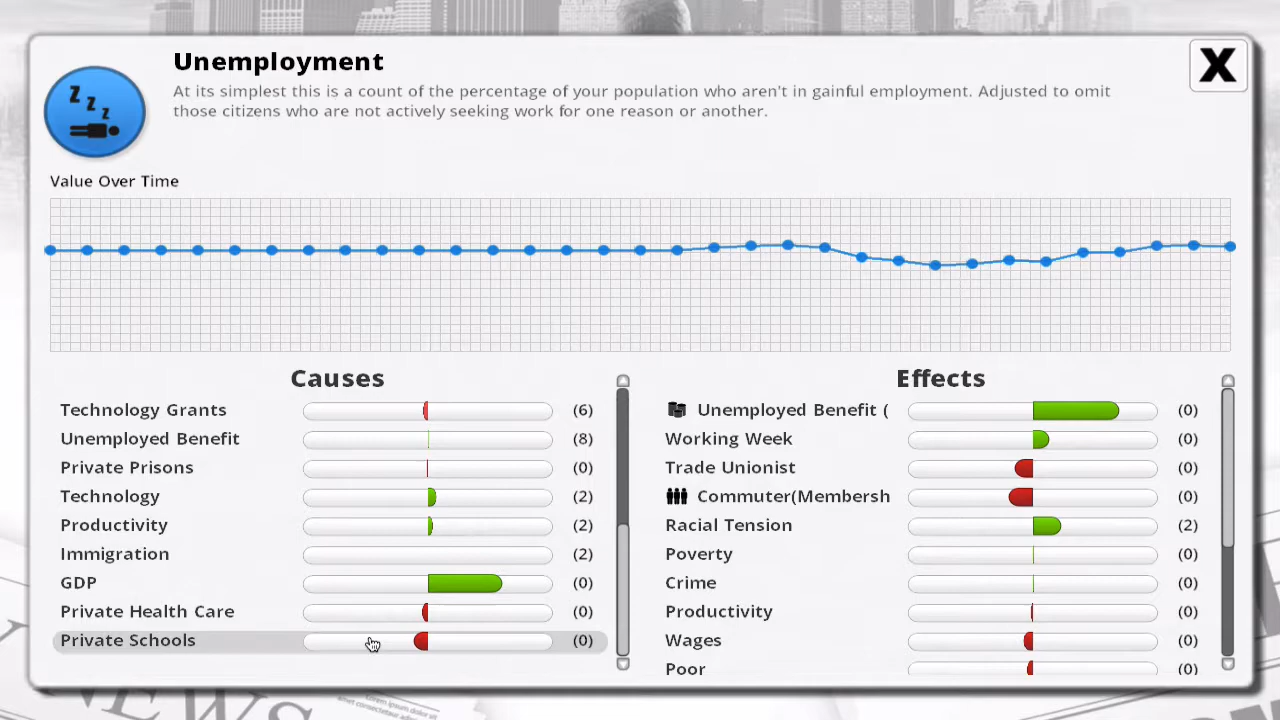 Unemployment
X
At its simplest this is a count of the percentage of your population who aren't in gainful employment. Adjusted to omit
those citizens who are not actively seeking work for one reason or another.
z z z
Value Over Time
Causes
Technology Grants (6)
Unemployed Benefit (8)
Private Prisons (0)
Technology (2)
Productivity (2)
Immigration (2)
GDP (0)
Private Health Care (0)
Private Schools (0)
Effects
Unemployed Benefit ( (0)
Working Week (0)
Trade Unionist (0)
Commuter(Membersh (0)
Racial Tension (2)
Poverty (0)
Crime (0)
Productivity (0)
Wages (0)
Poor (0)
NEWS